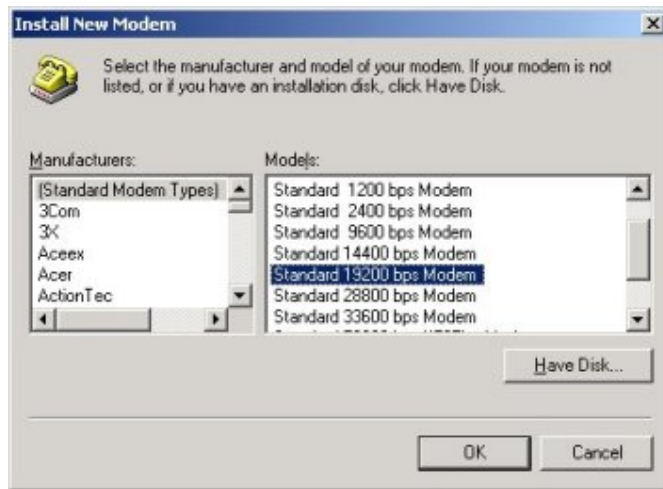 Install New Modem
Select the manufacturer and model of your modem. If your modem is not
listed, or if you have an installation disk, click Have Disk.
Manufacturers:
(Standard Modem Types)
3Com
3X
Aceex
Acer
ActionTec
Models:
Standard 1200 bps Modem
Standard 2400 bps Modem
Standard 9600 bps Modem
Standard 14400 bps Modem
Standard 19200 bps Modem
Standard 28800 bps Modem
Standard 33600 bps Modem
Have Disk...
OK
Cancel